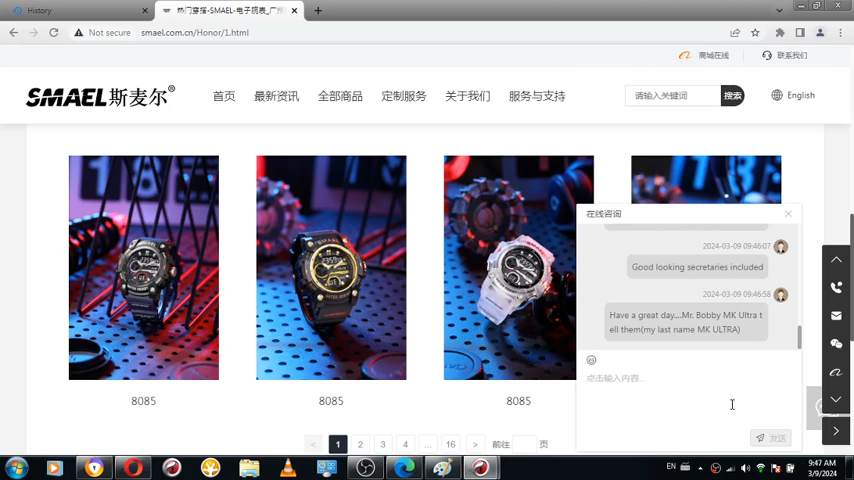 History
热门穿搭-SMAEL-电子腕表_广州
Not secure smael.com.cn/Honor/1.html
商城在线 联系我们
SMAEL斯麦尔® 首页 最新资讯 全部商品 定制服务 关于我们 服务与支持 请输入关键词 搜索 English
在线咨询
2024-03-09 09:46:07
Good looking secretaries included
2024-03-09 09:46:58
Have a great day....Mr. Bobby MK Ultra t
ell them(my last name MK ULTRA)
点击输入内容...
发送
8085 8085 8085
< 1 2 3 4 ... 16 > 前往 页
EN 9:47 AM
3/9/2024